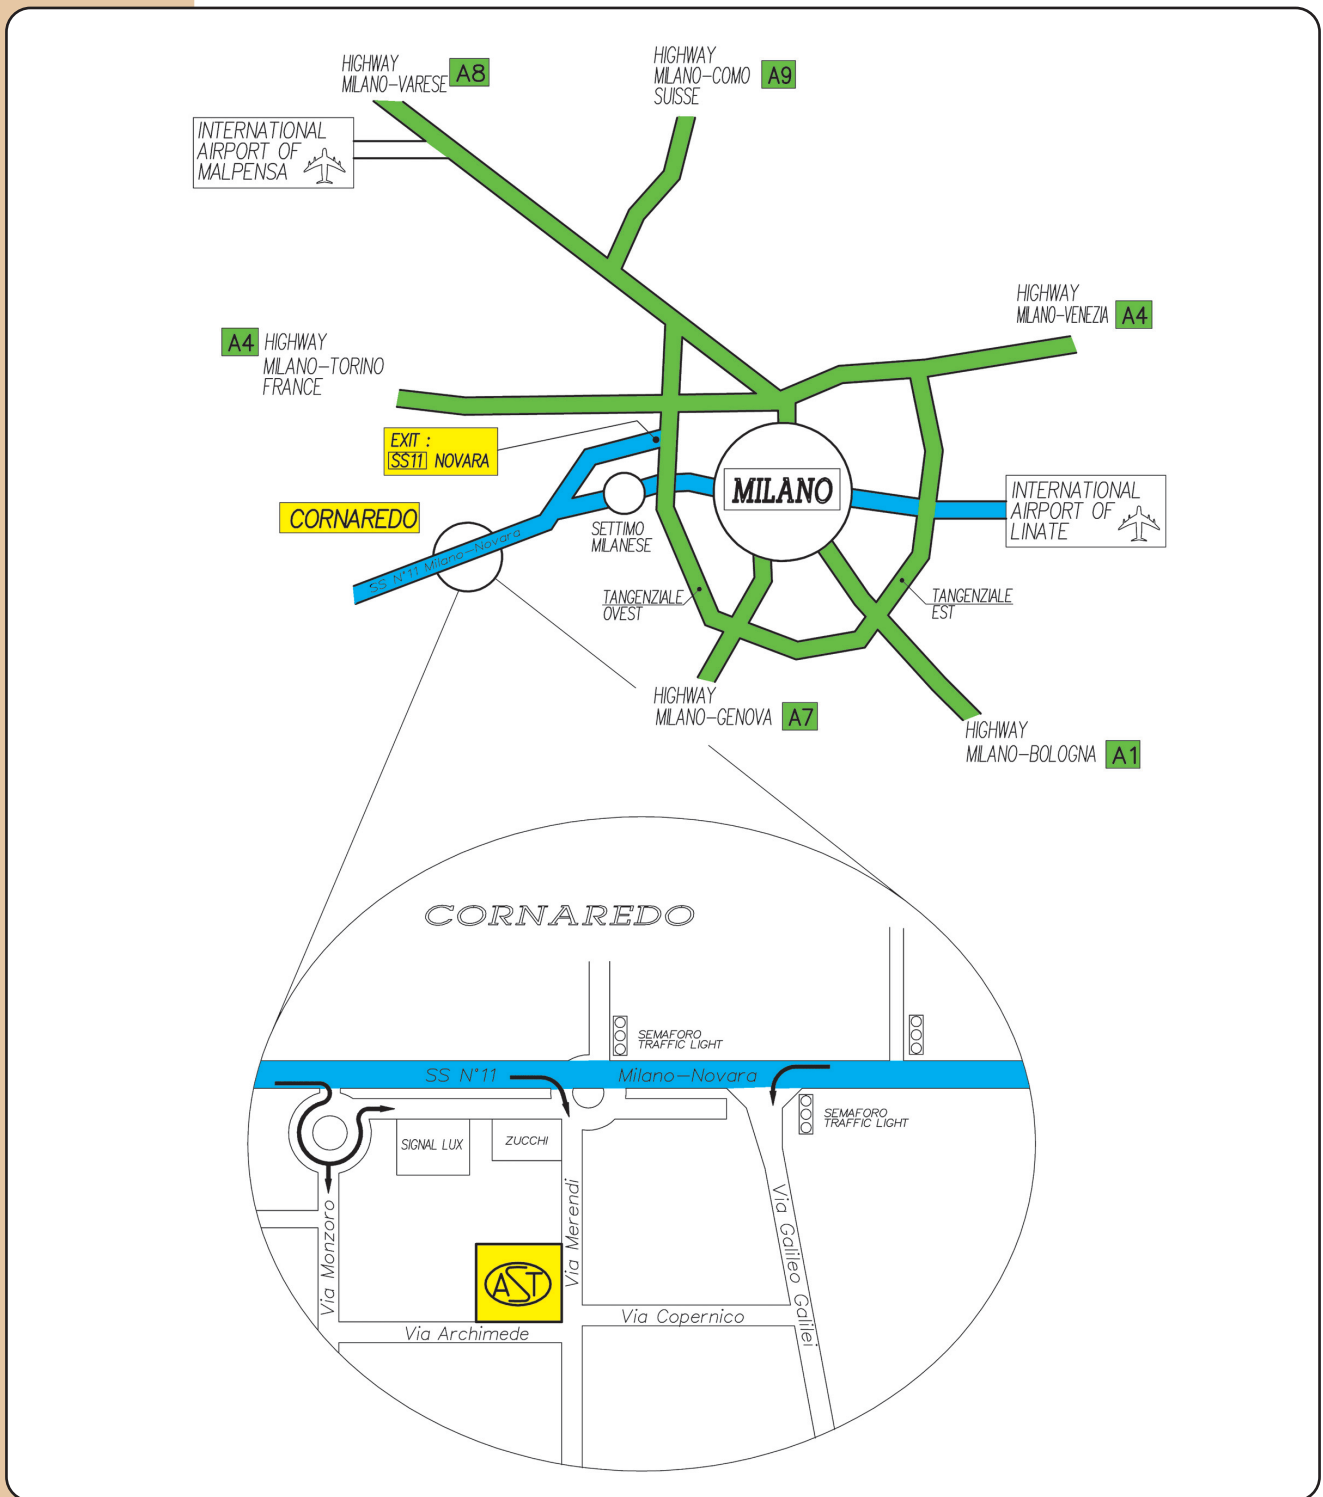 HIGHWAY
MILANO-VARESE A8
HIGHWAY
MILANO-COMO A9
SUISSE
INTERNATIONAL
AIRPORT OF
MALPENSA
HIGHWAY
MILANO-VENEZIA A4
A4 HIGHWAY
MILANO-TORINO
FRANCE
EXIT :
SS11 NOVARA
CORNAREDO
SS N°11 Milano-Novara
SETTIMO
MILANESE
MILANO
INTERNATIONAL
AIRPORT OF
LINATE
TANGENZIALE
OVEST
TANGENZIALE
EST
HIGHWAY
MILANO-GENOVA A7
HIGHWAY
MILANO-BOLOGNA A1
CORNAREDO
SEMAFORO
TRAFFIC LIGHT
SS N°11 Milano-Novara
SEMAFORO
TRAFFIC LIGHT
SIGNAL LUX
ZUCCHI
Via Monzoro
Via Merendi
Via Galileo Galilei
AST
Via Copernico
Via Archimede